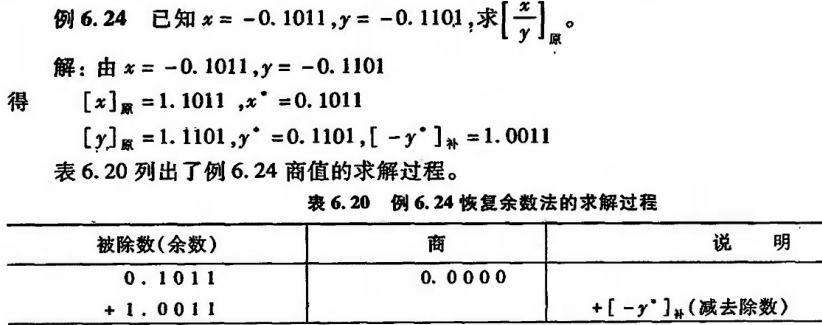 例 6.24 已知 x = -0.1011,y = -0.1101,求[x/y]原。
解：由 x = -0.1011,y = -0.1101
得 [x]原 = 1.1011 ,x* = 0.1011
[y]原 = 1.1101,y* = 0.1101,[-y*]补 = 1.0011
表 6.20 列出了例 6.24 商值的求解过程。
表 6.20 例 6.24 恢复余数法的求解过程
被除数(余数) 商 说 明
0.1011 0.0000
+1.0011 +[-y*]补(减去除数)